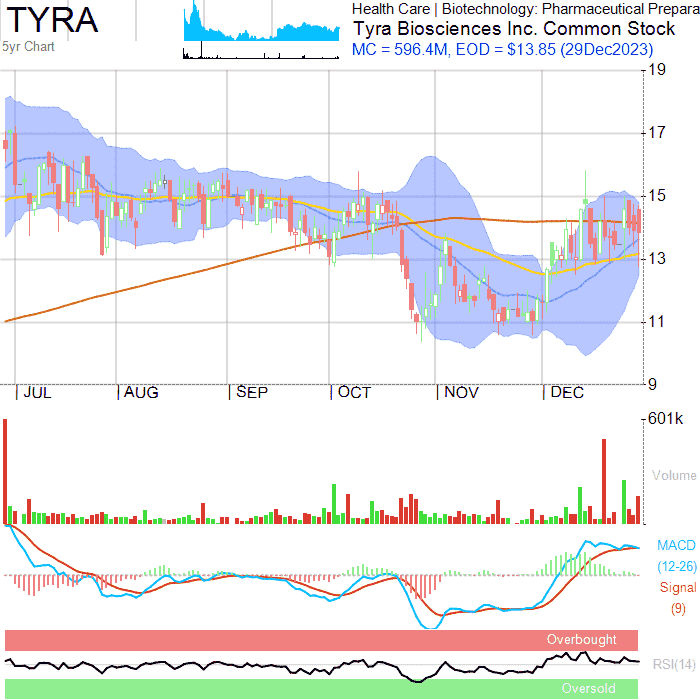 TYRA
5yr Chart
Health Care | Biotechnology: Pharmaceutical Prepara
Tyra Biosciences Inc. Common Stock
MC = 596.4M, EOD = $13.85 (29Dec2023)
19
17
15
13
11
9
JUL AUG SEP OCT NOV DEC
601k
Volume
MACD
(12-26)
Signal
(9)
Overbought
RSI(14)
Oversold